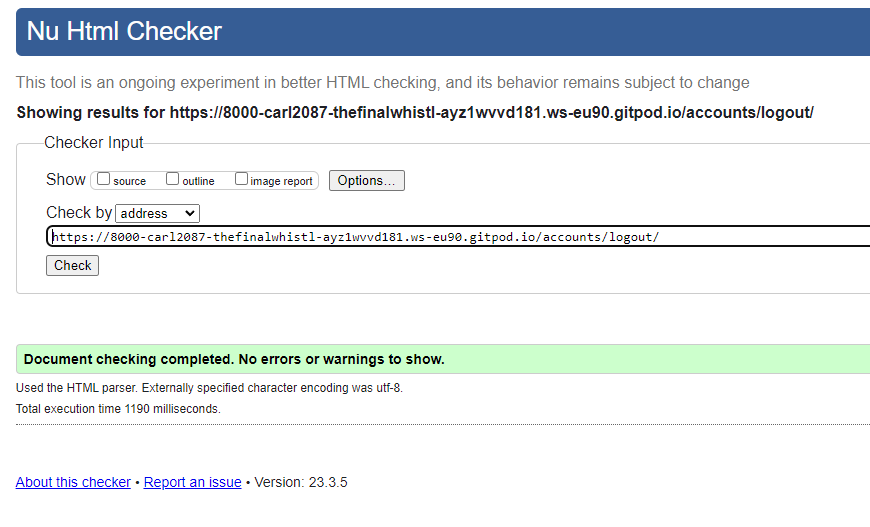 Nu Html Checker
This tool is an ongoing experiment in better HTML checking, and its behavior remains subject to change
Showing results for https://8000-carl2087-thefinalwhistl-ayz1wvvd181.ws-eu90.gitpod.io/accounts/logout/
Checker Input
Show source outline image report Options...
Check by address
https://8000-carl2087-thefinalwhistl-ayz1wvvd181.ws-eu90.gitpod.io/accounts/logout/
Check
Document checking completed. No errors or warnings to show.
Used the HTML parser. Externally specified character encoding was utf-8.
Total execution time 1190 milliseconds.
About this checker • Report an issue • Version: 23.3.5